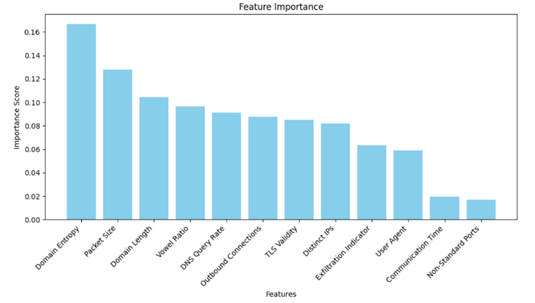 Feature Importance
0.16
0.14
0.12
0.10
0.08
0.06
0.04
0.02
0.00
Importance Score
Domain Entropy
Packet Size
Domain Length
Vowel Ratio
DNS Query Rate
Outbound Connections
TLS Validity
Distinct IPs
Exfiltration Indicator
User Agent
Communication Time
Non-Standard Ports
Features